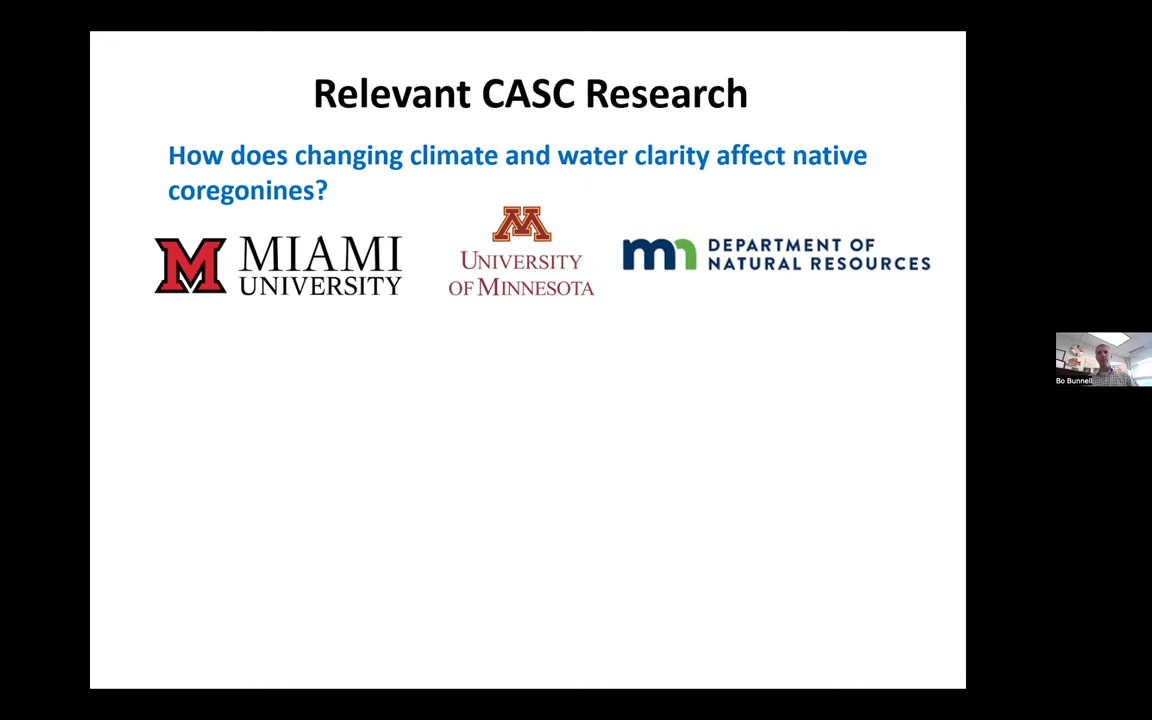 Relevant CASC Research
How does changing climate and water clarity affect native
coregonines?
M MIAMI
UNIVERSITY
M
UNIVERSITY
OF MINNESOTA
mn DEPARTMENT OF
NATURAL RESOURCES
Bo Bunnell